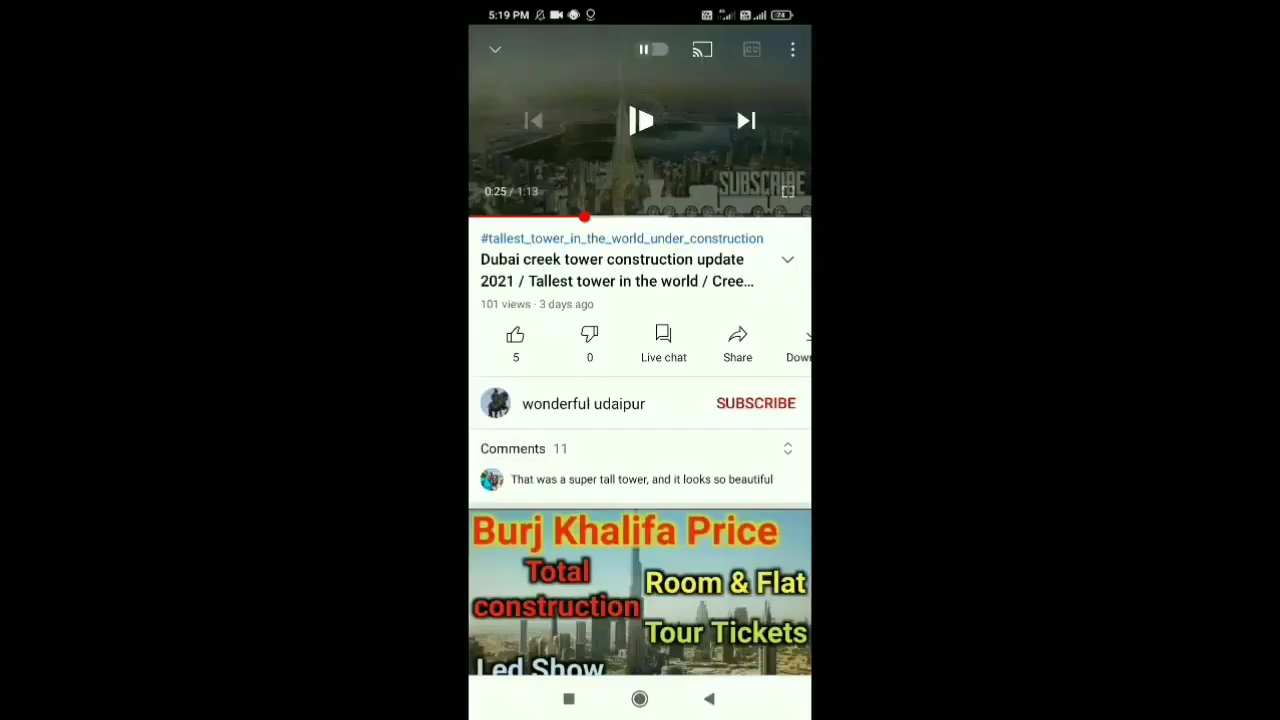 5:19 PM
74
CC
SUBSCRIBE
0:25 / 1:13
#tallest_tower_in_the_world_under_construction
Dubai creek tower construction update
2021 / Tallest tower in the world / Cree...
101 views · 3 days ago
5
0
Live chat
Share
Down
wonderful udaipur
SUBSCRIBE
Comments 11
That was a super tall tower, and it looks so beautiful
Burj Khalifa Price
Total
construction
Room & Flat
Tour Tickets
Led Show